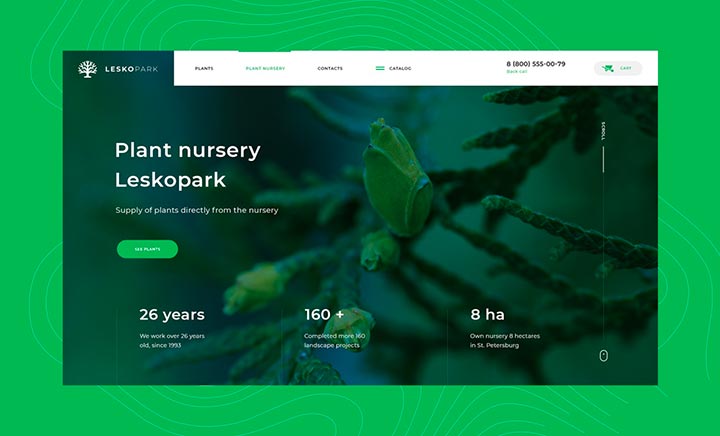 LESKOPARK
PLANTS
PLANT NURSERY
CONTACTS
CATALOG
8 (800) 555-00-79
Back call
CART
Plant nursery
Leskopark
Supply of plants directly from the nursery
SEE PLANTS
SCROLL
26 years
We work over 26 years
old, since 1993
160 +
Completed more 160
landscape projects
8 ha
Own nursery 8 hectares
in St. Petersburg